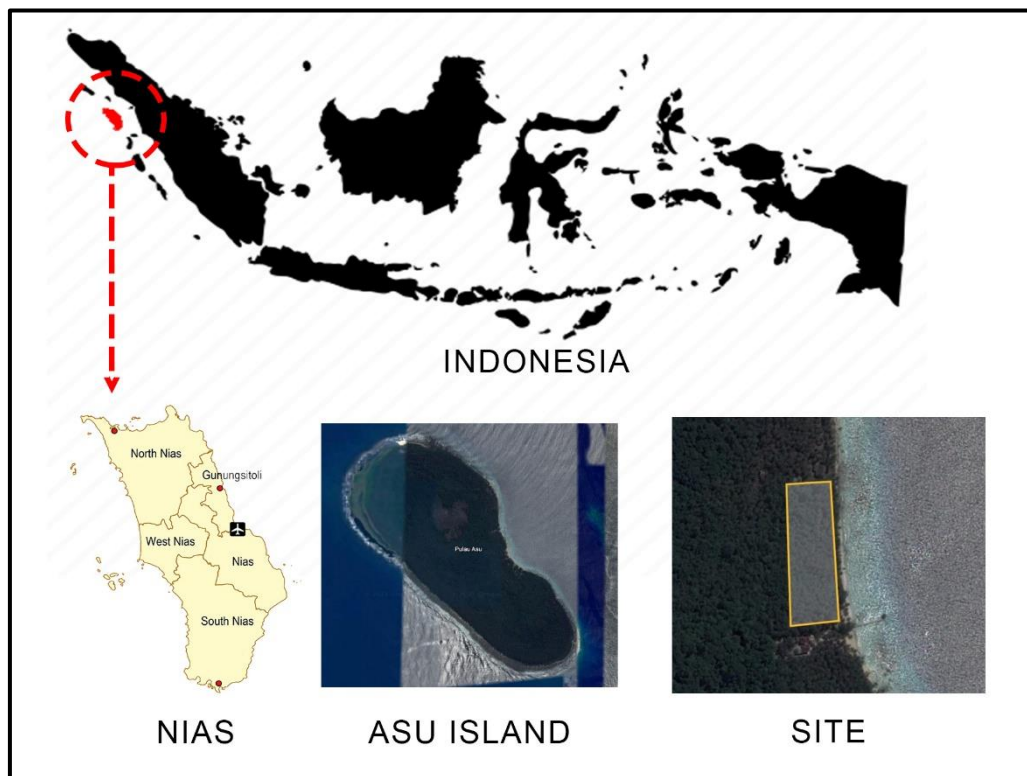 INDONESIA
North Nias
Gunungsitoli
West Nias
Nias
South Nias
Pulau Asu
NIAS
ASU ISLAND
SITE